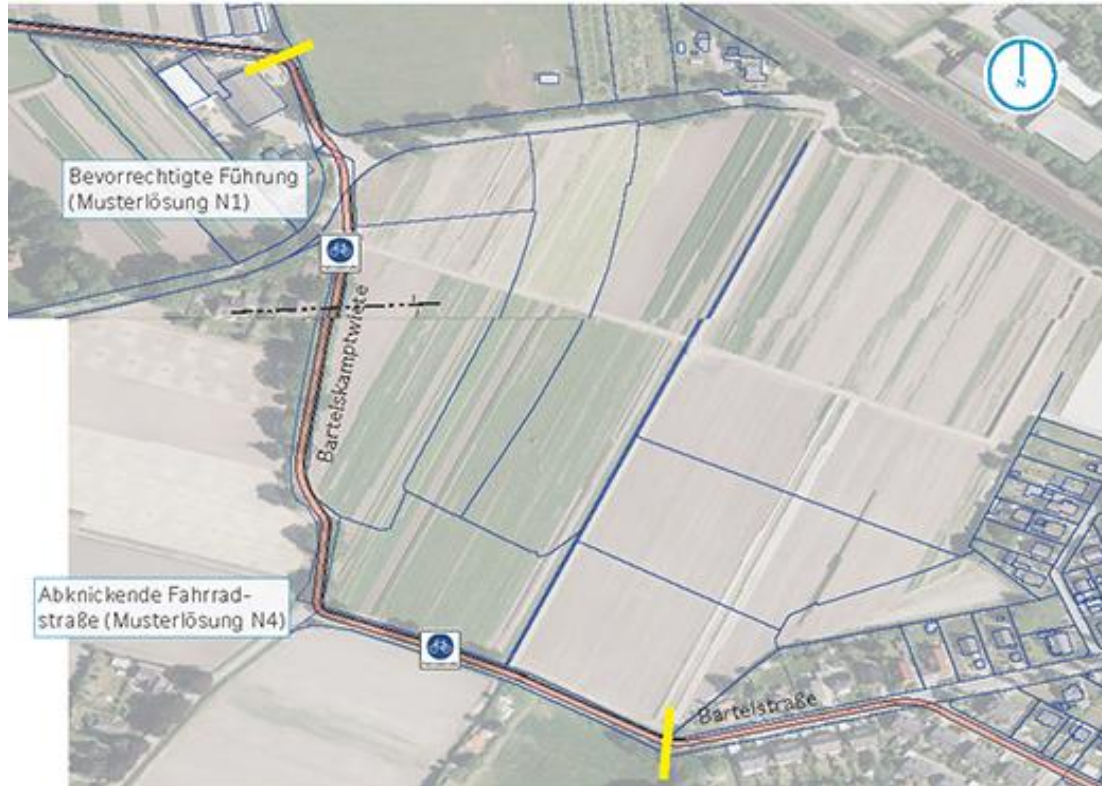 N
Bevorrechtigte Führung
(Musterlösung N1)
Bartelskamptwiete
Abknickende Fahrrad-
straße (Musterlösung N4)
Bartelstraße